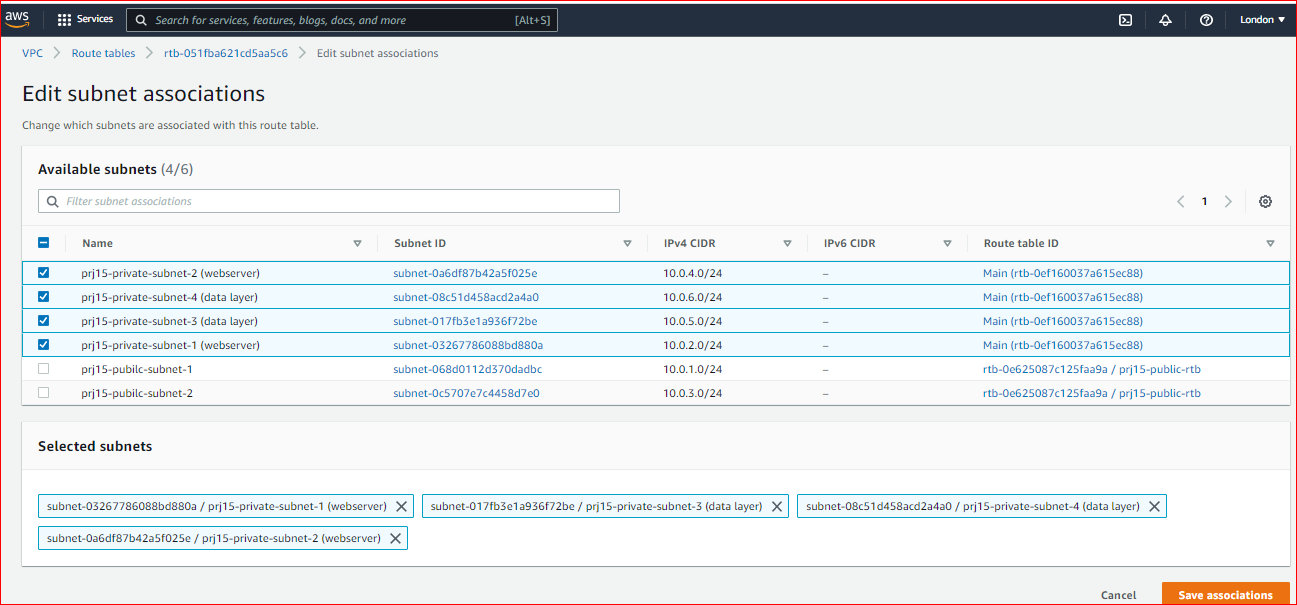 aws Services Search for services, features, blogs, docs, and more [Alt+S] London
VPC Route tables rtb-051fba621cd5aa5c6 Edit subnet associations
Edit subnet associations
Change which subnets are associated with this route table.
Available subnets (4/6)
Filter subnet associations 1
Name Subnet ID IPv4 CIDR IPv6 CIDR Route table ID
prj15-private-subnet-2 (webserver) subnet-0a6df87b42a5f025e 10.0.4.0/24 – Main (rtb-0ef160037a615ec88)
prj15-private-subnet-4 (data layer) subnet-08c51d458acd2a4a0 10.0.6.0/24 – Main (rtb-0ef160037a615ec88)
prj15-private-subnet-3 (data layer) subnet-017fb3e1a936f72be 10.0.5.0/24 – Main (rtb-0ef160037a615ec88)
prj15-private-subnet-1 (webserver) subnet-03267786088bd880a 10.0.2.0/24 – Main (rtb-0ef160037a615ec88)
prj15-pubilc-subnet-1 subnet-068d0112d370dadbc 10.0.1.0/24 – rtb-0e625087c125faa9a / prj15-public-rtb
prj15-pubilc-subnet-2 subnet-0c5707e7c4458d7e0 10.0.3.0/24 – rtb-0e625087c125faa9a / prj15-public-rtb
Selected subnets
subnet-03267786088bd880a / prj15-private-subnet-1 (webserver) subnet-017fb3e1a936f72be / prj15-private-subnet-3 (data layer) subnet-08c51d458acd2a4a0 / prj15-private-subnet-4 (data layer)
subnet-0a6df87b42a5f025e / prj15-private-subnet-2 (webserver)
Cancel Save associations